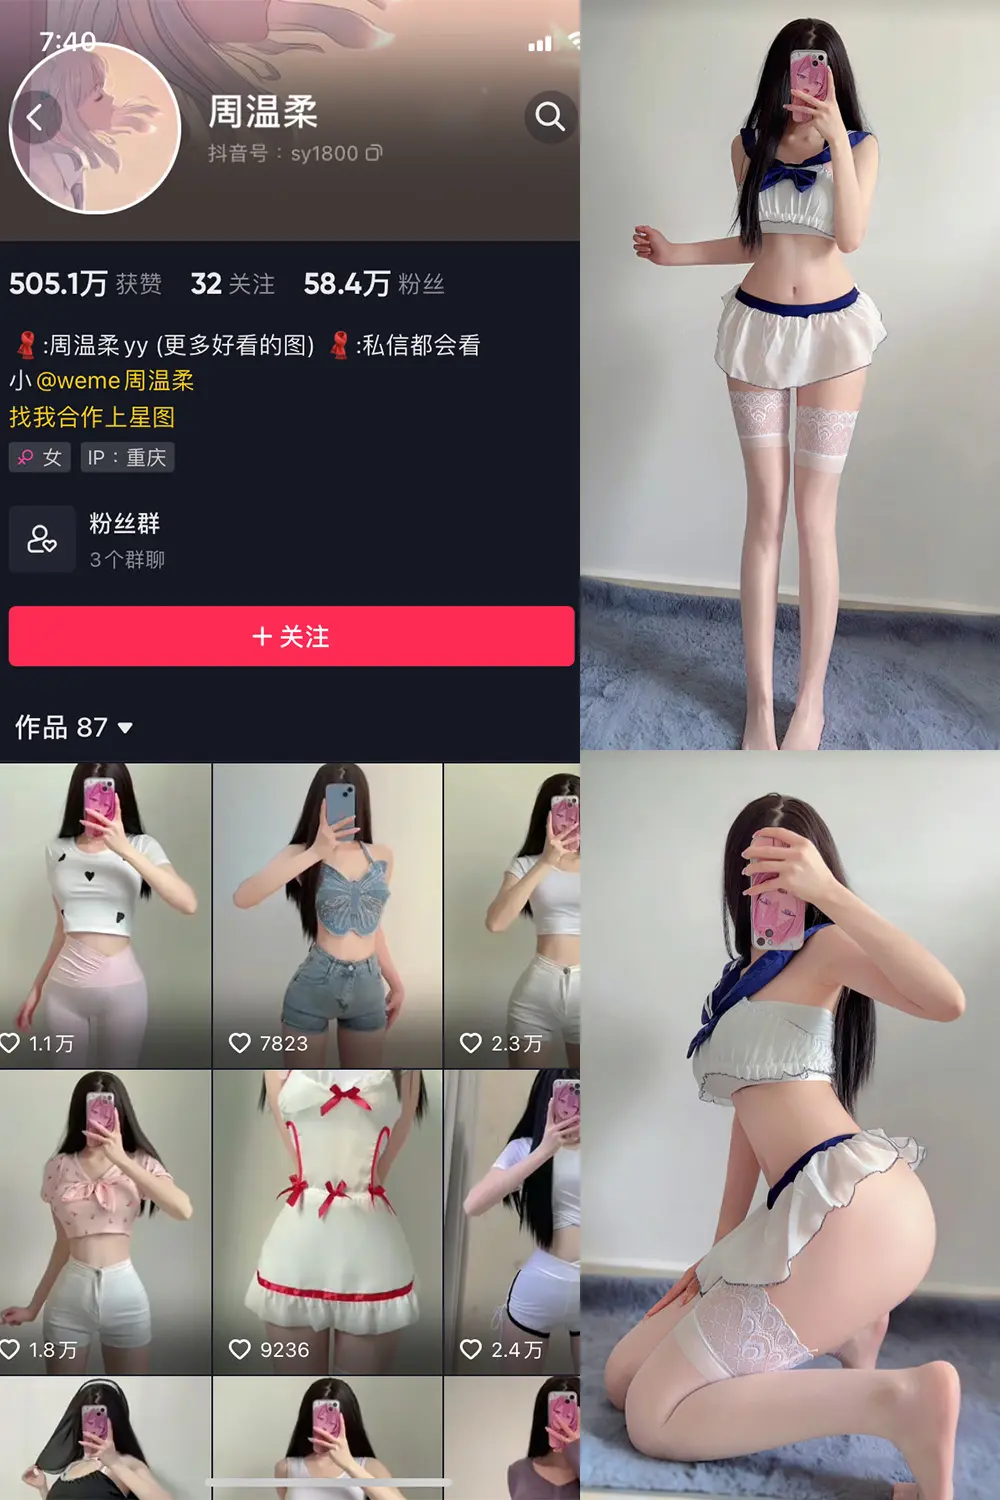 7:40
周温柔
抖音号：sy1800
505.1万 获赞 32 关注 58.4万 粉丝
:周温柔yy (更多好看的图) :私信都会看
小@weme周温柔
找我合作上星图
女 IP：重庆
粉丝群
3个群聊
+ 关注
作品 87
1.1万 7823 2.3万
1.8万 9236 2.4万